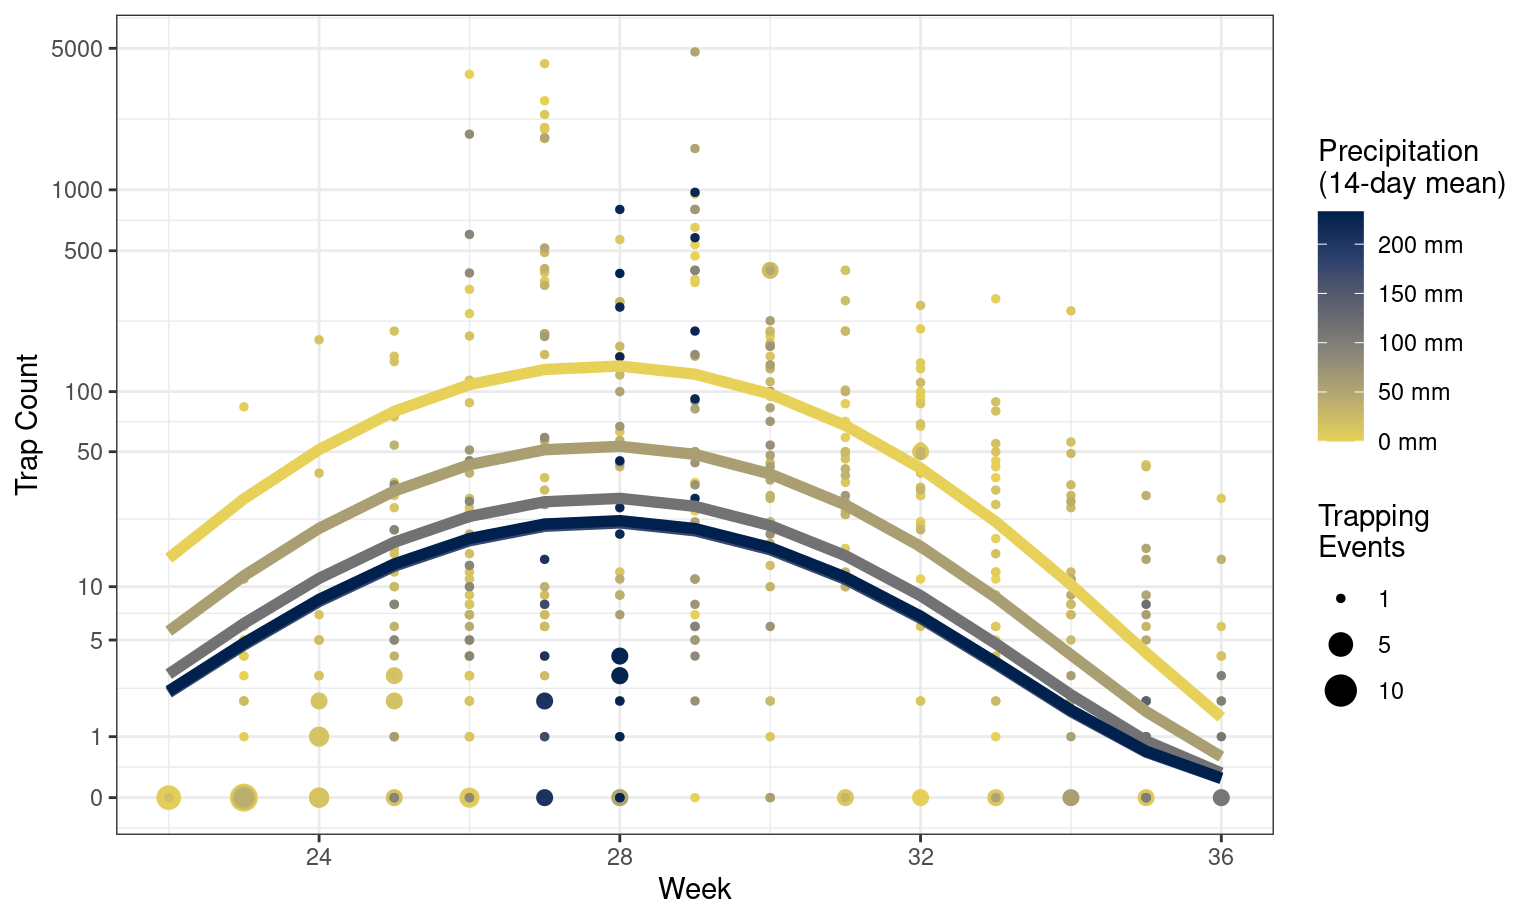 5000
1000
500
100
50
10
5
1
0
Trap Count
24
28
32
36
Week
Precipitation
(14-day mean)
200 mm
150 mm
100 mm
50 mm
0 mm
Trapping
Events
1
5
10